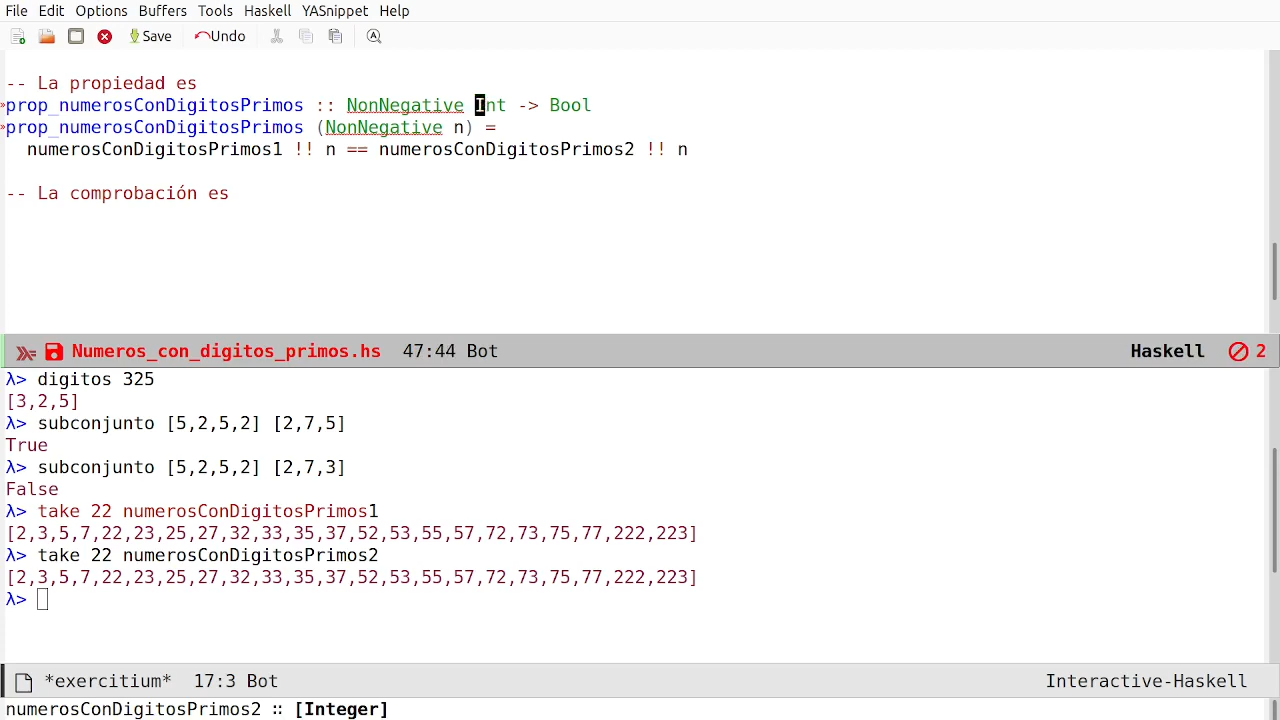 File Edit Options Buffers Tools Haskell YASnippet Help
Save Undo
-- La propiedad es
prop_numerosConDigitosPrimos :: NonNegative Int -> Bool
prop_numerosConDigitosPrimos (NonNegative n) =
numerosConDigitosPrimos1 !! n == numerosConDigitosPrimos2 !! n
-- La comprobación es
Numeros_con_digitos_primos.hs 47:44 Bot Haskell 2
λ> digitos 325
[3,2,5]
λ> subconjunto [5,2,5,2] [2,7,5]
True
λ> subconjunto [5,2,5,2] [2,7,3]
False
λ> take 22 numerosConDigitosPrimos1
[2,3,5,7,22,23,25,27,32,33,35,37,52,53,55,57,72,73,75,77,222,223]
λ> take 22 numerosConDigitosPrimos2
[2,3,5,7,22,23,25,27,32,33,35,37,52,53,55,57,72,73,75,77,222,223]
λ>
*exercitium* 17:3 Bot Interactive-Haskell
numerosConDigitosPrimos2 :: [Integer]